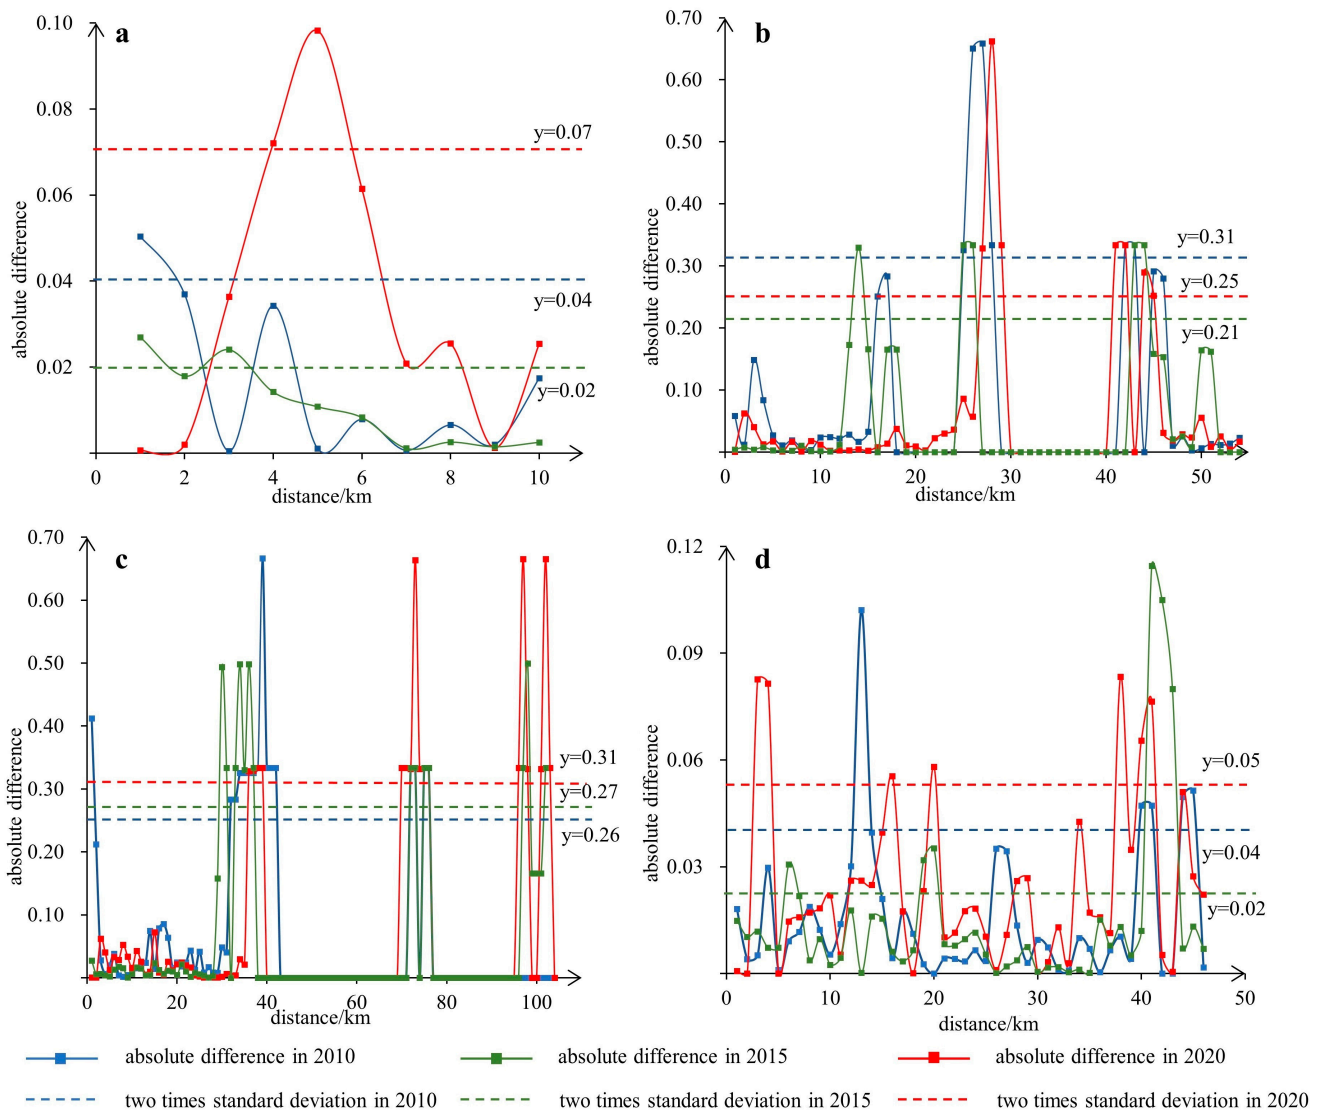 a
0.10
0.08
0.06
0.04
0.02
absolute difference
y=0.07
y=0.04
y=0.02
0 2 4 6 8 10
distance/km
b
0.70
0.60
0.50
0.40
0.30
0.20
0.10
absolute difference
y=0.31
y=0.25
y=0.21
0 10 20 30 40 50
distance/km
c
0.70
0.60
0.50
0.40
0.30
0.20
0.10
absolute difference
y=0.31
y=0.27
y=0.26
0 20 40 60 80 100
distance/km
d
0.12
0.09
0.06
0.03
absolute difference
y=0.05
y=0.04
y=0.02
0 10 20 30 40 50
distance/km
absolute difference in 2010 absolute difference in 2015 absolute difference in 2020
two times standard deviation in 2010 two times standard deviation in 2015 two times standard deviation in 2020